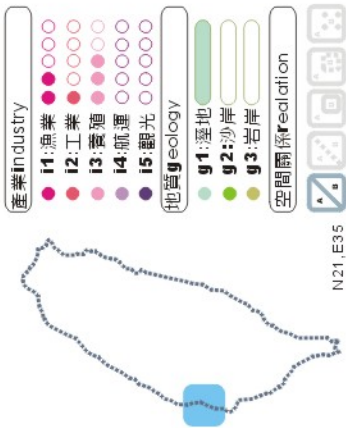 產業industry
i1:漁業
i2:工業
i3:養殖
i4:航運
i5:觀光
地質geology
g1:溼地
g2:沙岸
g3:岩岸
空間關係realation
A
B
N21,E35